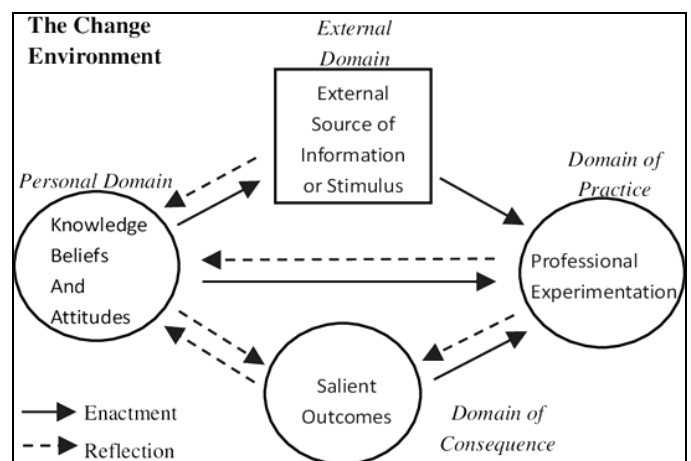 The Change
Environment
External
Domain
External
Source of
Information
or Stimulus
Personal Domain
Knowledge
Beliefs
And
Attitudes
Domain of
Practice
Professional
Experimentation
Salient
Outcomes
Domain of
Consequence
Enactment
Reflection